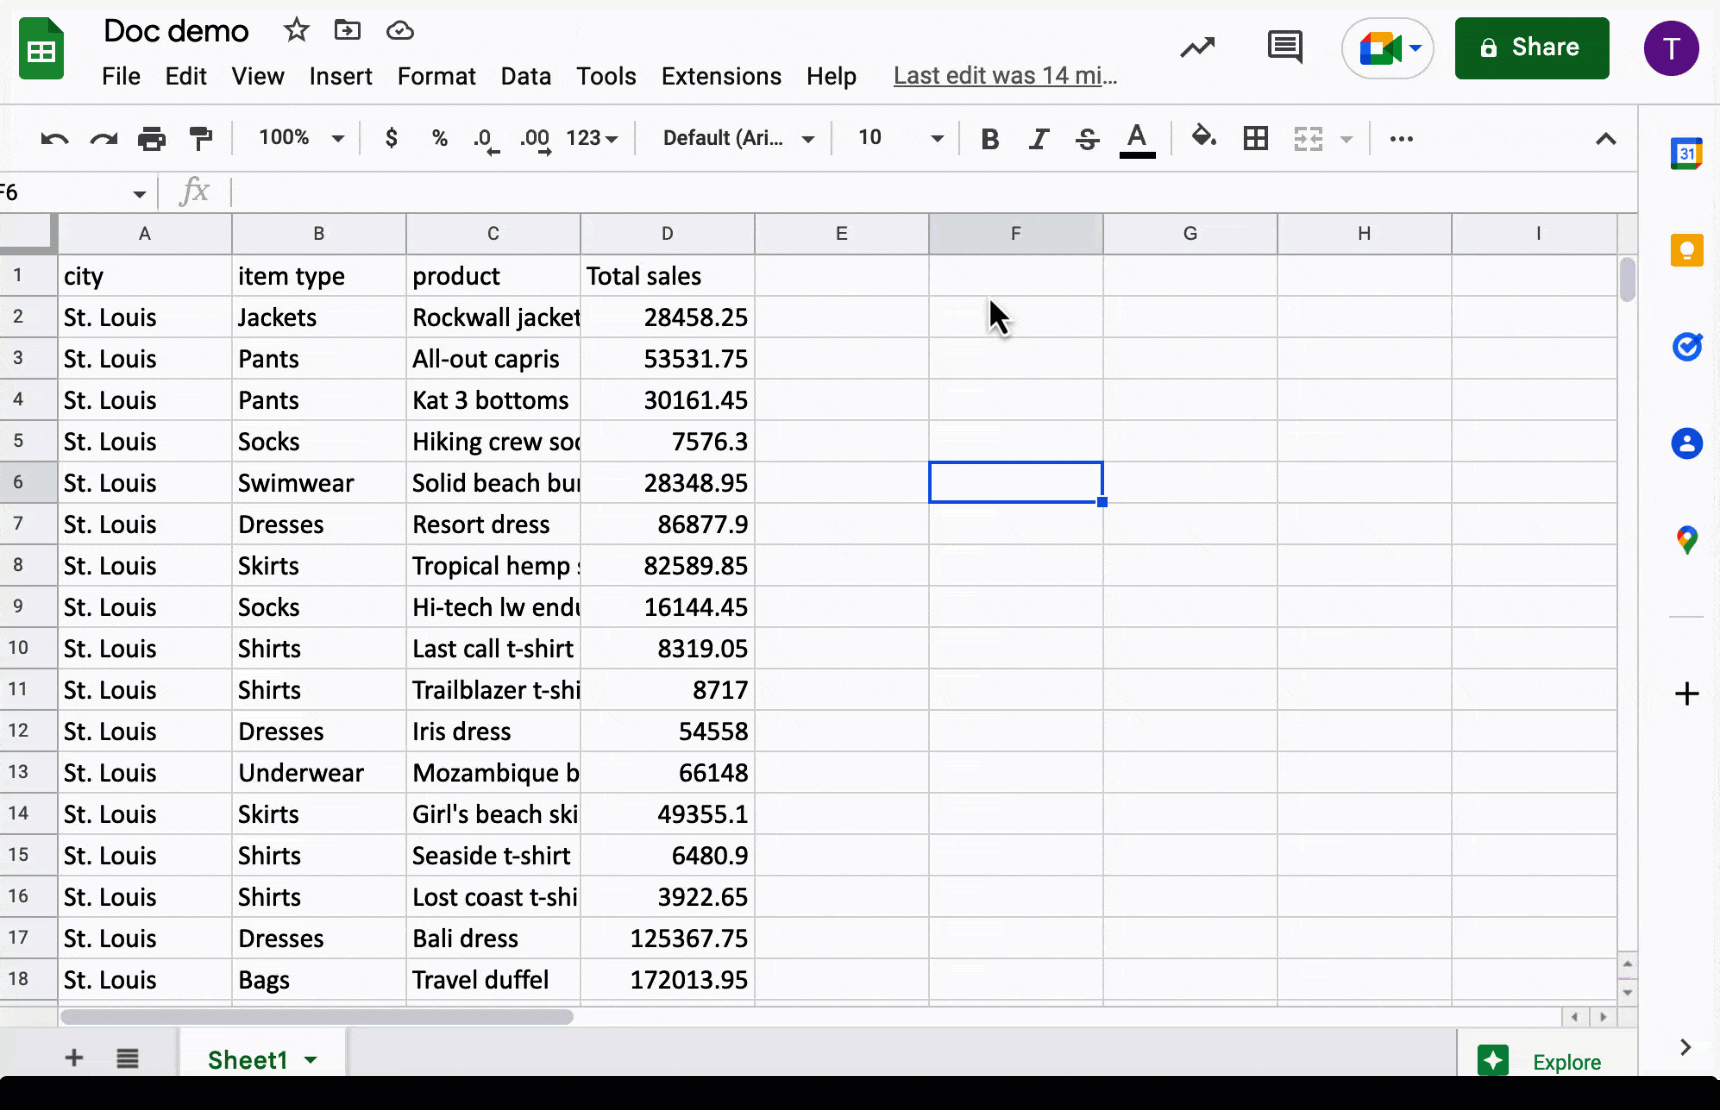 Doc demo
File Edit View Insert Format Data Tools Extensions Help Last edit was 14 mi...
Share
T
100% $ % .0 .00 123 Default (Ari... 10 B I S A
31
F6 fx
A B C D E F G H I
1 city item type product Total sales
2 St. Louis Jackets Rockwall jacket 28458.25
3 St. Louis Pants All-out capris 53531.75
4 St. Louis Pants Kat 3 bottoms 30161.45
5 St. Louis Socks Hiking crew soc 7576.3
6 St. Louis Swimwear Solid beach bur 28348.95
7 St. Louis Dresses Resort dress 86877.9
8 St. Louis Skirts Tropical hemp 82589.85
9 St. Louis Socks Hi-tech lw endu 16144.45
10 St. Louis Shirts Last call t-shirt 8319.05
11 St. Louis Shirts Trailblazer t-shi 8717
12 St. Louis Dresses Iris dress 54558
13 St. Louis Underwear Mozambique b 66148
14 St. Louis Skirts Girl's beach ski 49355.1
15 St. Louis Shirts Seaside t-shirt 6480.9
16 St. Louis Shirts Lost coast t-shi 3922.65
17 St. Louis Dresses Bali dress 125367.75
18 St. Louis Bags Travel duffel 172013.95
Sheet1
Explore